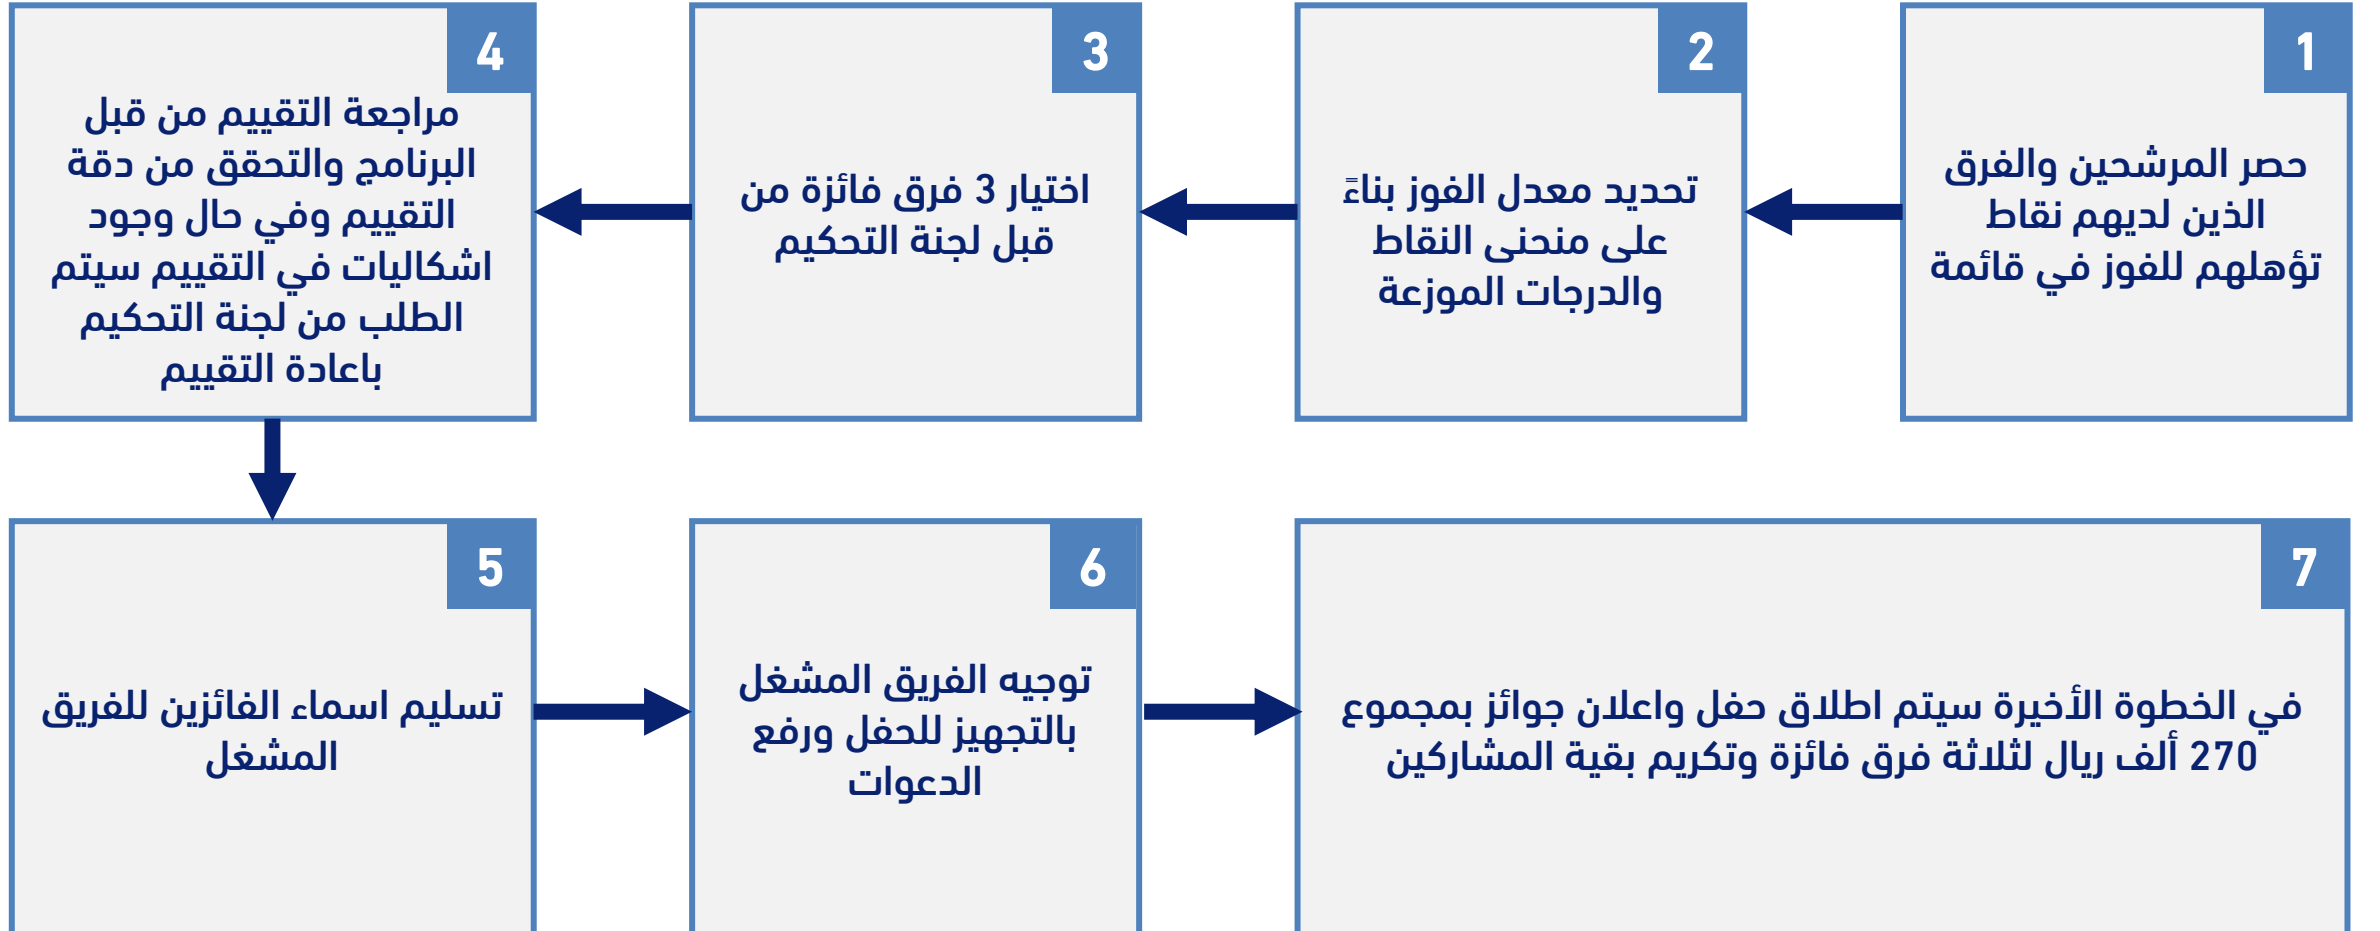 1
حصر المرشحين والفرق
الذين لديهم نقاط
تؤهلهم للفوز في قائمة
2
تحديد معدل الفوز بناءً
على منحنى النقاط
والدرجات الموزعة
3
اختيار 3 فرق فائزة من
قبل لجنة التحكيم
4
مراجعة التقييم من قبل
البرنامج والتحقق من دقة
التقييم وفي حال وجود
اشكاليات في التقييم سيتم
الطلب من لجنة التحكيم
باعادة التقييم
5
تسليم اسماء الفائزين للفريق
المشغل
6
توجيه الفريق المشغل
بالتجهيز للحفل ورفع
الدعوات
7
في الخطوة الأخيرة سيتم اطلاق حفل واعلان جوائز بمجموع
270 ألف ريال لثلاثة فرق فائزة وتكريم بقية المشاركين